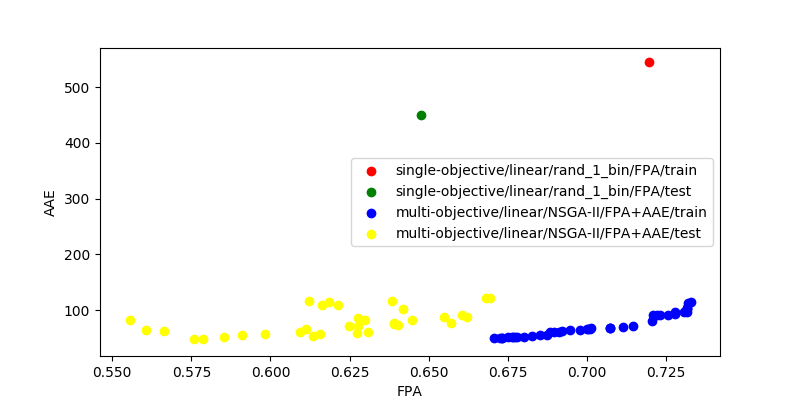 500
400
300
200
100
AAE
single-objective/linear/rand_1_bin/FPA/train
single-objective/linear/rand_1_bin/FPA/test
multi-objective/linear/NSGA-II/FPA+AAE/train
multi-objective/linear/NSGA-II/FPA+AAE/test
0.550 0.575 0.600 0.625 0.650 0.675 0.700 0.725
FPA